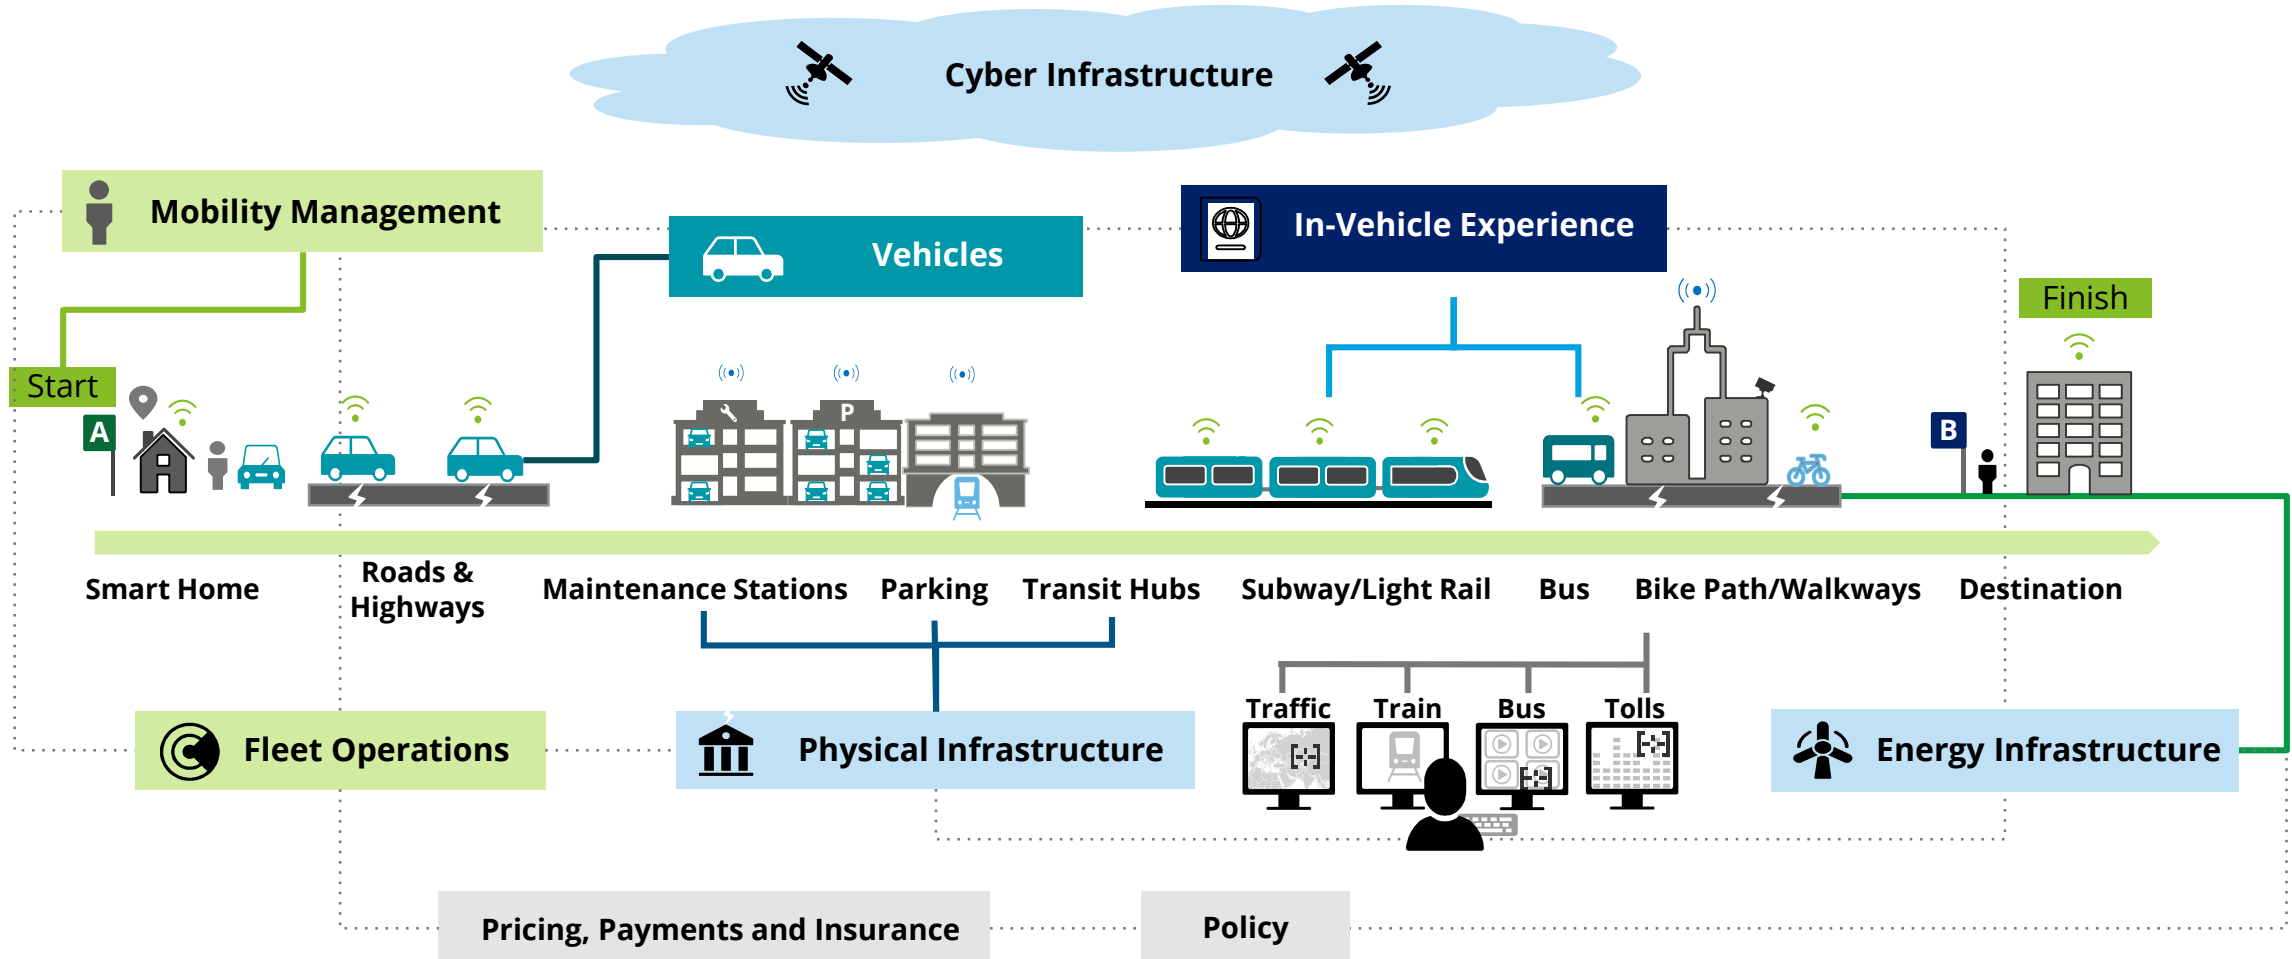 Cyber Infrastructure
Mobility Management
Vehicles
In-Vehicle Experience
Finish
Start
A
P
B
Smart Home
Roads &
Highways
Maintenance Stations
Parking
Transit Hubs
Subway/Light Rail
Bus
Bike Path/Walkways
Destination
Traffic
Train
Bus
Tolls
Fleet Operations
Physical Infrastructure
Energy Infrastructure
Pricing, Payments and Insurance
Policy